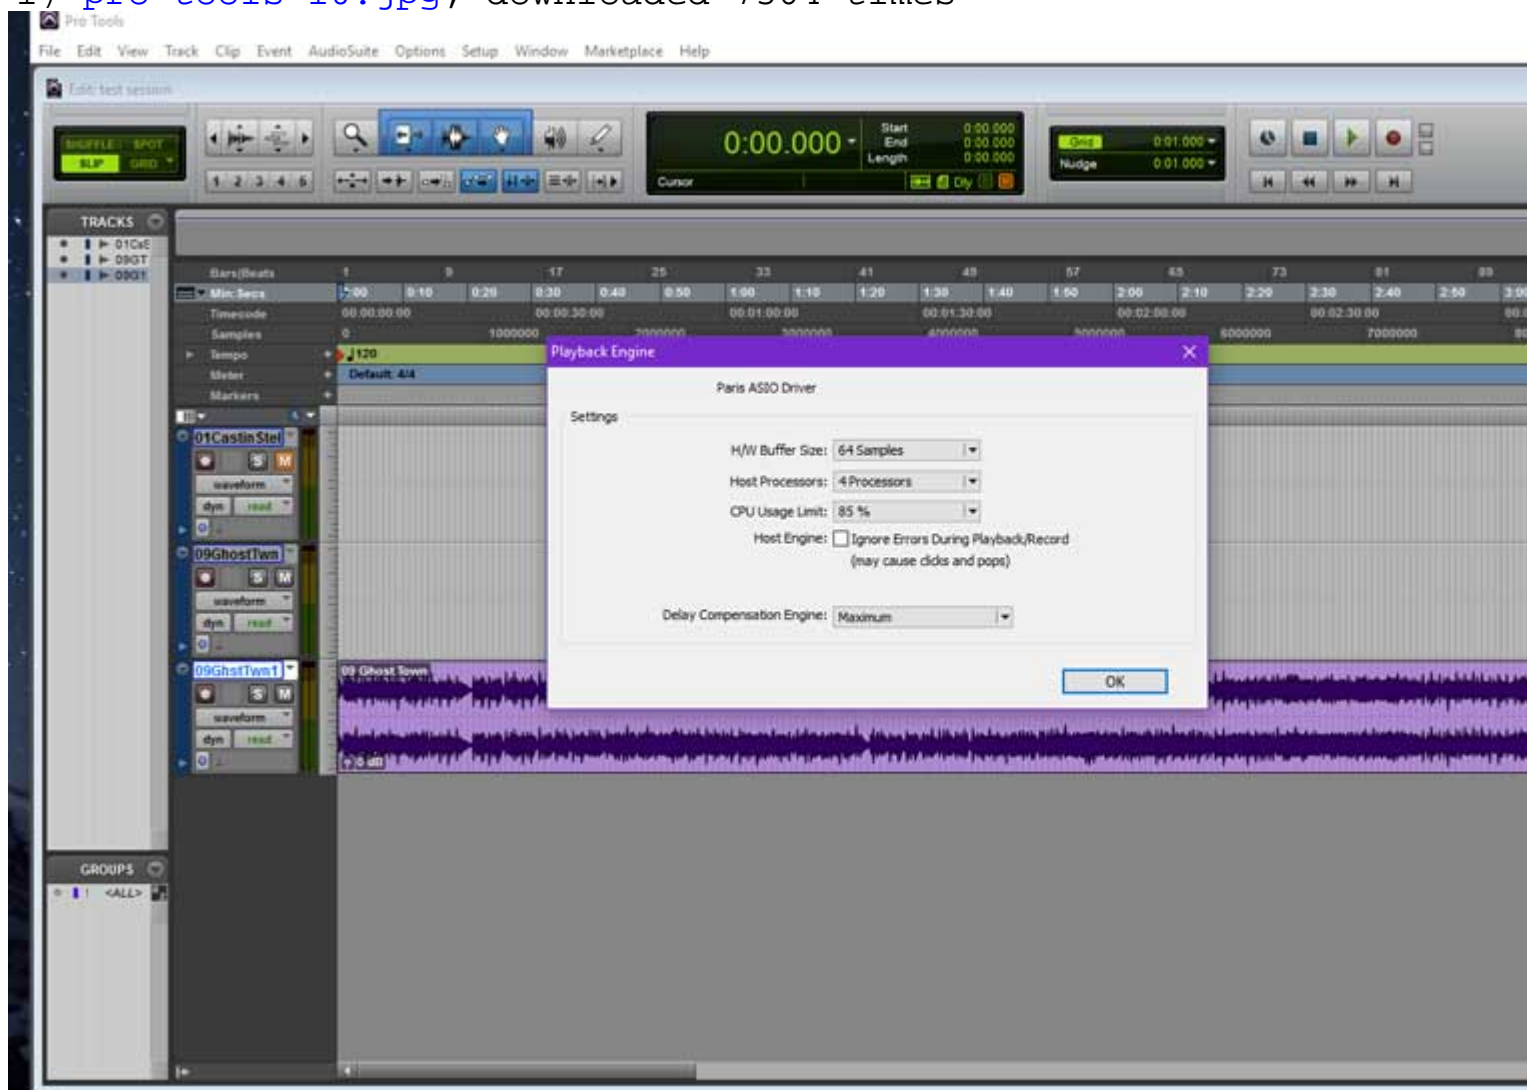 Pro Tools
File Edit View Track Clip Event AudioSuite Options Setup Window Marketplace Help
Edit: test session
SHUFFLE SPOT
SLIP GRID
1 2 3 4 5
0:00.000
Start 0:00.000
End 0:00.000
Length 0:00.000
Cursor
Dly
Grid 0:01.000
Nudge 0:01.000
TRACKS
01CsS
09GT
09GT
Bars|Beats 1 9 17 25 33 41 49 57 65 73 81 89
Min:Secs 0:00 0:10 0:20 0:30 0:40 0:50 1:00 1:10 1:20 1:30 1:40 1:50 2:00 2:10 2:20 2:30 2:40 2:50 3:00
Timecode 00:00:00:00 00:00:30:00 00:01:00:00 00:01:30:00 00:02:00:00 00:02:30:00
Samples 0 1000000 2000000 3000000 4000000 5000000 6000000 7000000
Tempo 120
Meter Default: 4/4
Markers
Playback Engine
Paris ASIO Driver
Settings
H/W Buffer Size: 64 Samples
Host Processors: 4 Processors
CPU Usage Limit: 85 %
Host Engine: Ignore Errors During Playback/Record
(may cause clicks and pops)
Delay Compensation Engine: Maximum
OK
01CastinStel
S M
waveform
dyn read
09GhostTwn
S M
waveform
dyn read
09GhstTwn1
S M
waveform
dyn read
09 Ghost Town
0 dB
GROUPS
! <ALL>